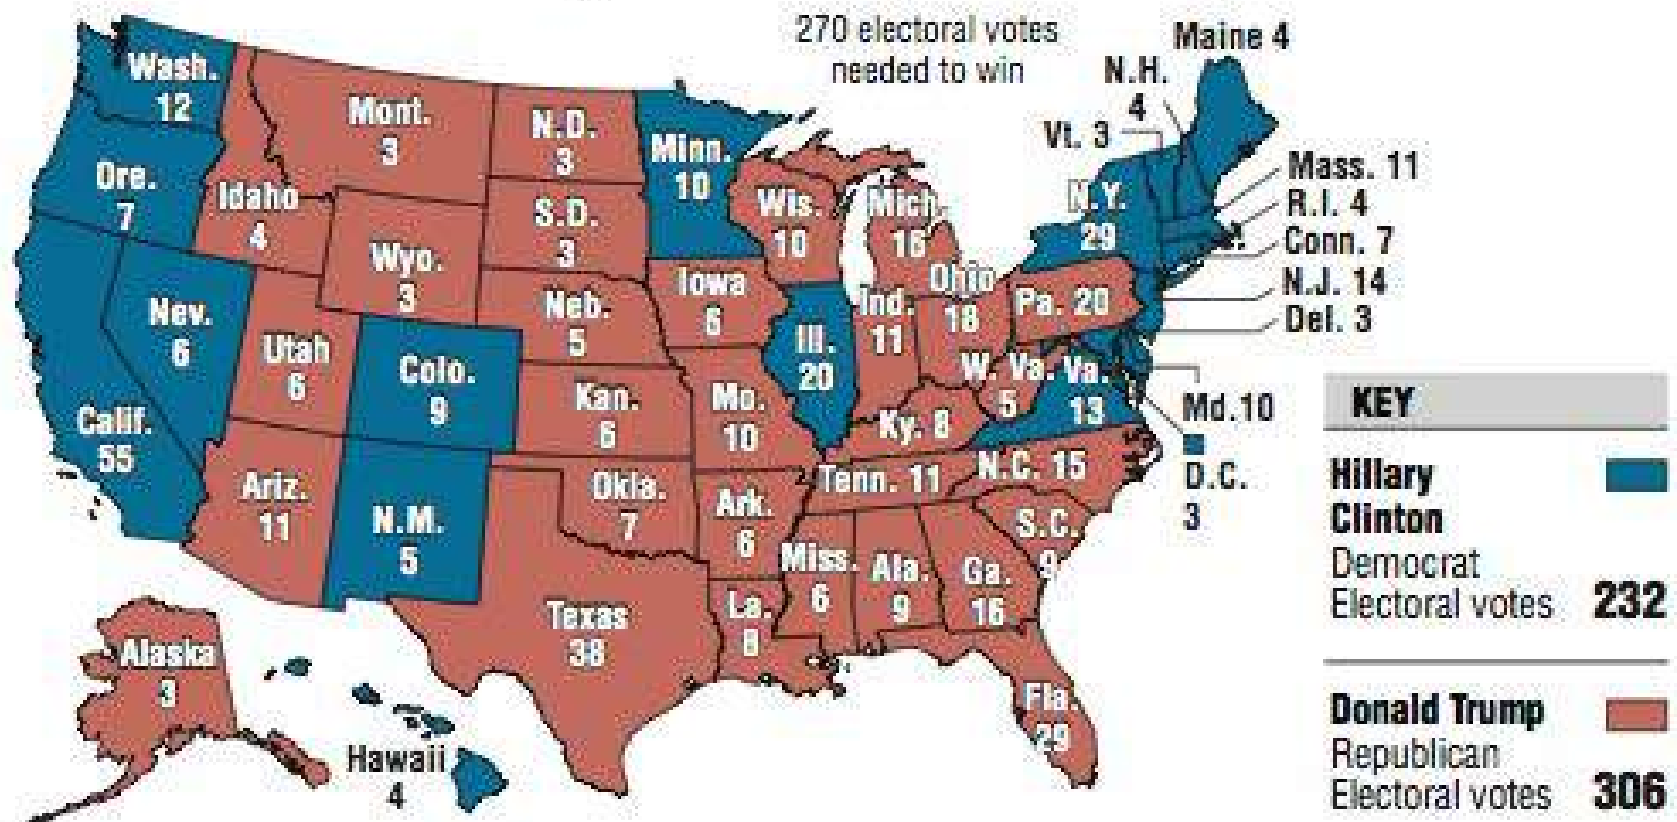 270 electoral votes
needed to win
Maine 4
N.H.
4
Vt. 3
Mass. 11
R.I. 4
Conn. 7
N.J. 14
Del. 3
Md.10
D.C.
3
Wash.
12
Ore.
7
Calif.
55
Nev.
6
Idaho
4
Mont.
3
Wyo.
3
Utah
6
Colo.
9
Ariz.
11
N.M.
5
N.D.
3
S.D.
3
Neb.
5
Kan.
6
Okla.
7
Texas
38
Minn.
10
Iowa
6
Mo.
10
Ark.
6
La.
8
Wis.
10
Ill.
20
Mich.
16
Ind.
11
Ohio
18
Ky. 8
Tenn. 11
Miss.
6
Ala.
9
Ga.
16
Fla.
29
S.C.
9
N.C. 15
W. Va.
5
Va.
13
Pa. 20
N.Y.
29
Alaska
3
Hawaii
4
KEY
Hillary
Clinton
Democrat
Electoral votes 232
Donald Trump
Republican
Electoral votes 306